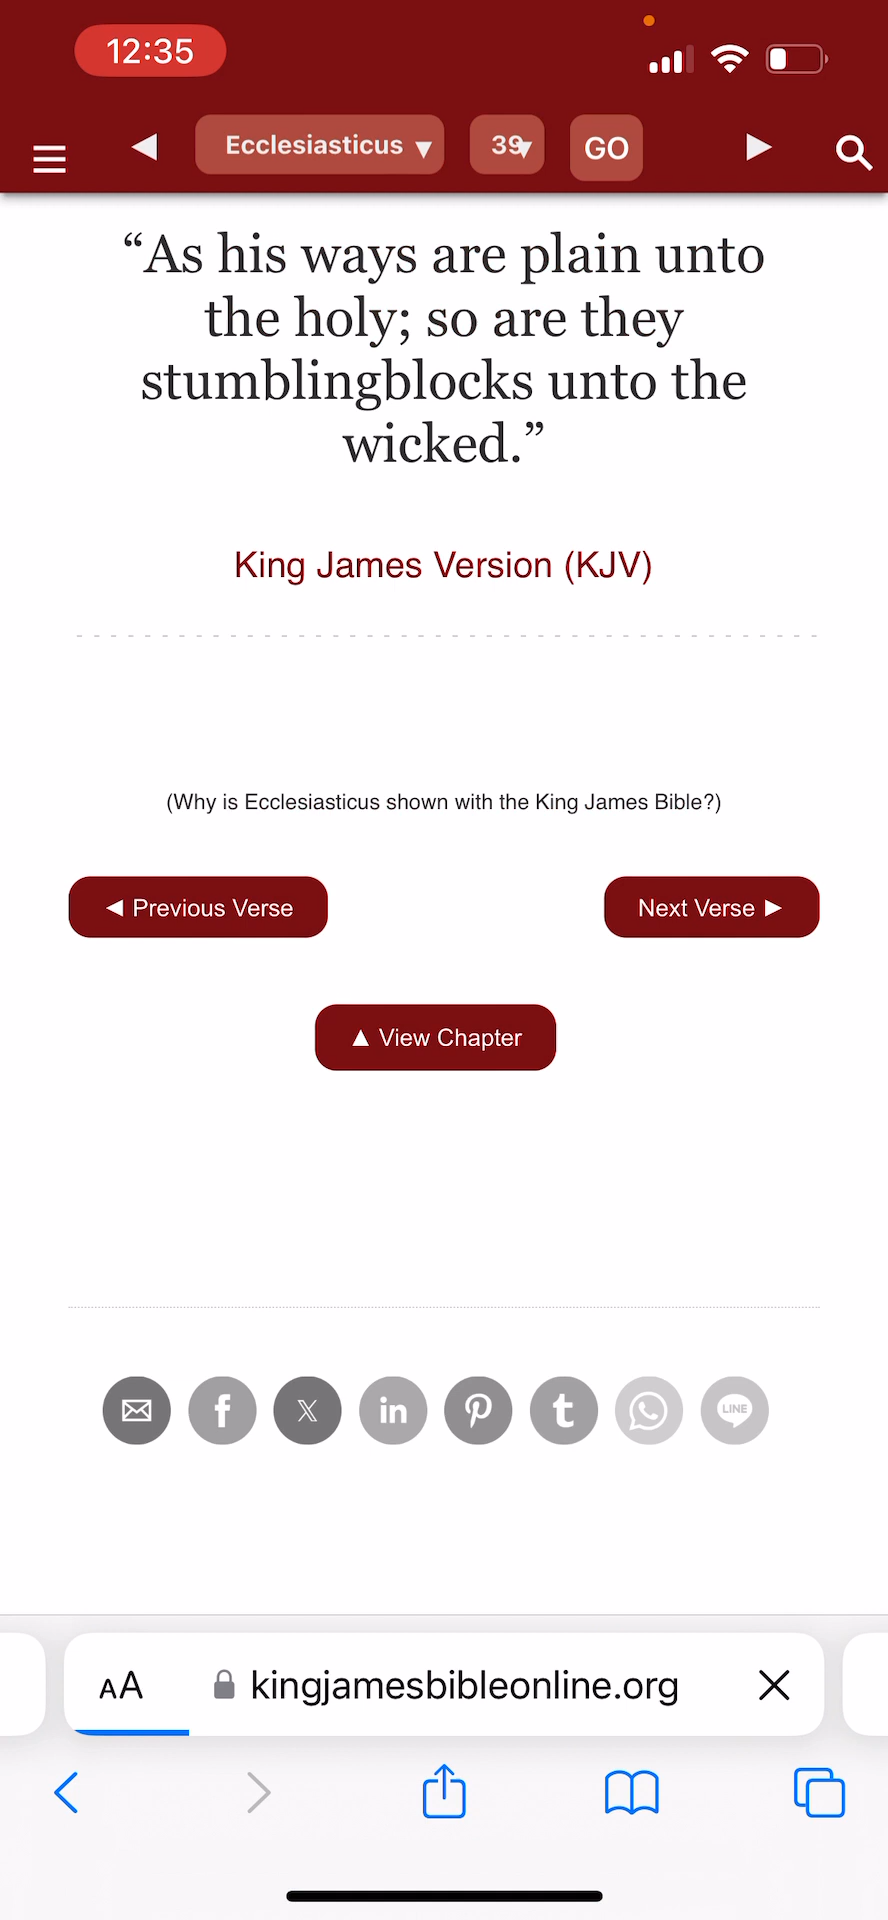 12:35
Ecclesiasticus ▼ 39▼ GO
“As his ways are plain unto
the holy; so are they
stumblingblocks unto the
wicked.”
King James Version (KJV)
(Why is Ecclesiasticus shown with the King James Bible?)
◄ Previous Verse
Next Verse ►
▲ View Chapter
LINE
AA kingjamesbibleonline.org